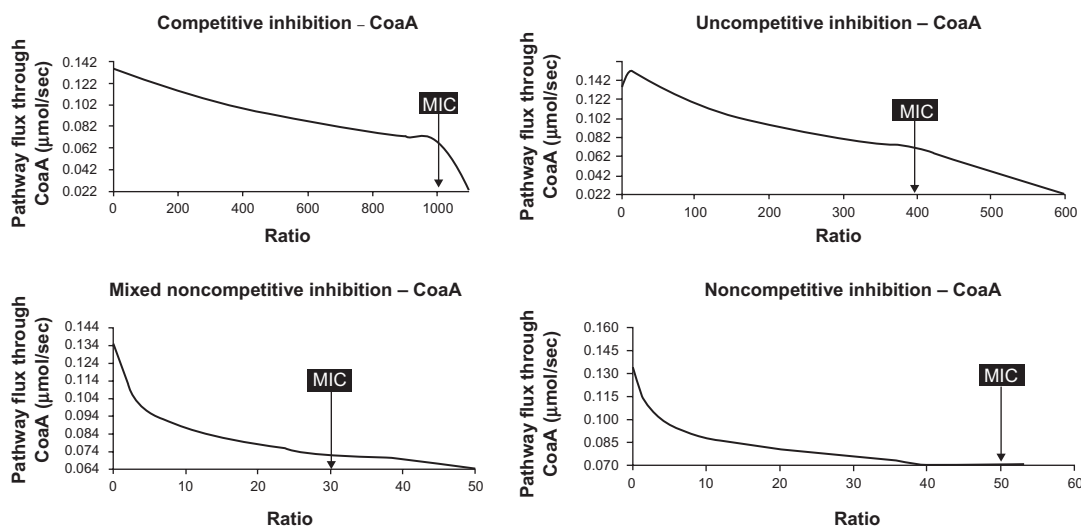 Competitive inhibition – CoaA
Pathway flux through
CoaA (μmol/sec)
0.142
0.122
0.102
0.082
0.062
0.042
0.022
MIC
0 200 400 600 800 1000
Ratio
Uncompetitive inhibition – CoaA
Pathway flux through
CoaA (μmol/sec)
0.142
0.122
0.102
0.082
0.062
0.042
0.022
MIC
0 100 200 300 400 500 600
Ratio
Mixed noncompetitive inhibition – CoaA
Pathway flux through
CoaA (μmol/sec)
0.144
0.134
0.124
0.114
0.104
0.094
0.084
0.074
0.064
MIC
0 10 20 30 40 50
Ratio
Noncompetitive inhibition – CoaA
Pathway flux through
CoaA (μmol/sec)
0.160
0.145
0.130
0.115
0.100
0.085
0.070
MIC
0 10 20 30 40 50 60
Ratio